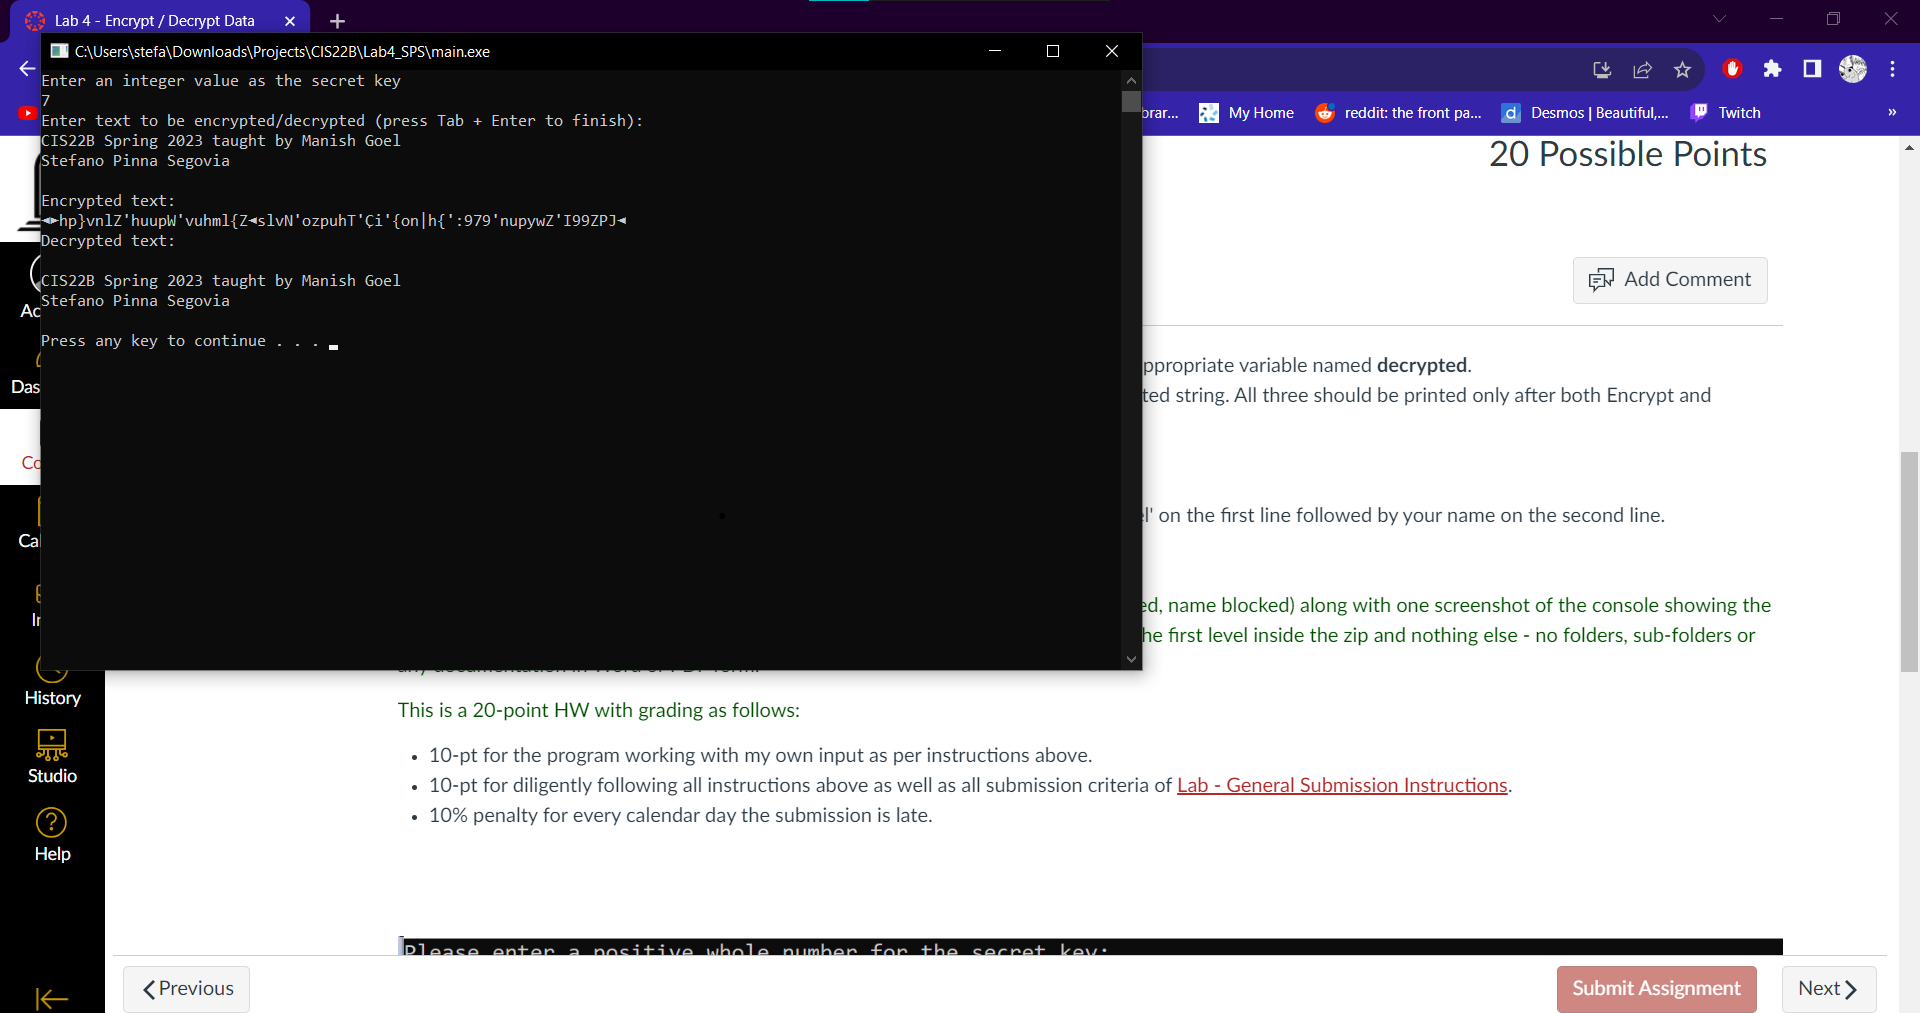 Lab 4 - Encrypt / Decrypt Data
C:\Users\stefa\Downloads\Projects\CIS22B\Lab4_SPS\main.exe
Enter an integer value as the secret key
7
Enter text to be encrypted/decrypted (press Tab + Enter to finish):
CIS22B Spring 2023 taught by Manish Goel
Stefano Pinna Segovia
Encrypted text:
◄►hp}vnlZ'huupW'vuhml{Z◄slvN'ozpuhT'Çi'{on|h{':979'nupywZ'I99ZPJ◄
Decrypted text:
CIS22B Spring 2023 taught by Manish Goel
Stefano Pinna Segovia
Press any key to continue . . .
brar...
My Home
reddit: the front pa...
Desmos | Beautiful,...
Twitch
»
20 Possible Points
Add Comment
ppropriate variable named decrypted.
ted string. All three should be printed only after both Encrypt and
l' on the first line followed by your name on the second line.
ed, name blocked) along with one screenshot of the console showing the
he first level inside the zip and nothing else - no folders, sub-folders or
This is a 20-point HW with grading as follows:
• 10-pt for the program working with my own input as per instructions above.
• 10-pt for diligently following all instructions above as well as all submission criteria of Lab - General Submission Instructions.
• 10% penalty for every calendar day the submission is late.
Please enter a positive whole number for the secret key:
Ac
Das
Co
Cal
In
History
Studio
Help
Previous
Submit Assignment
Next